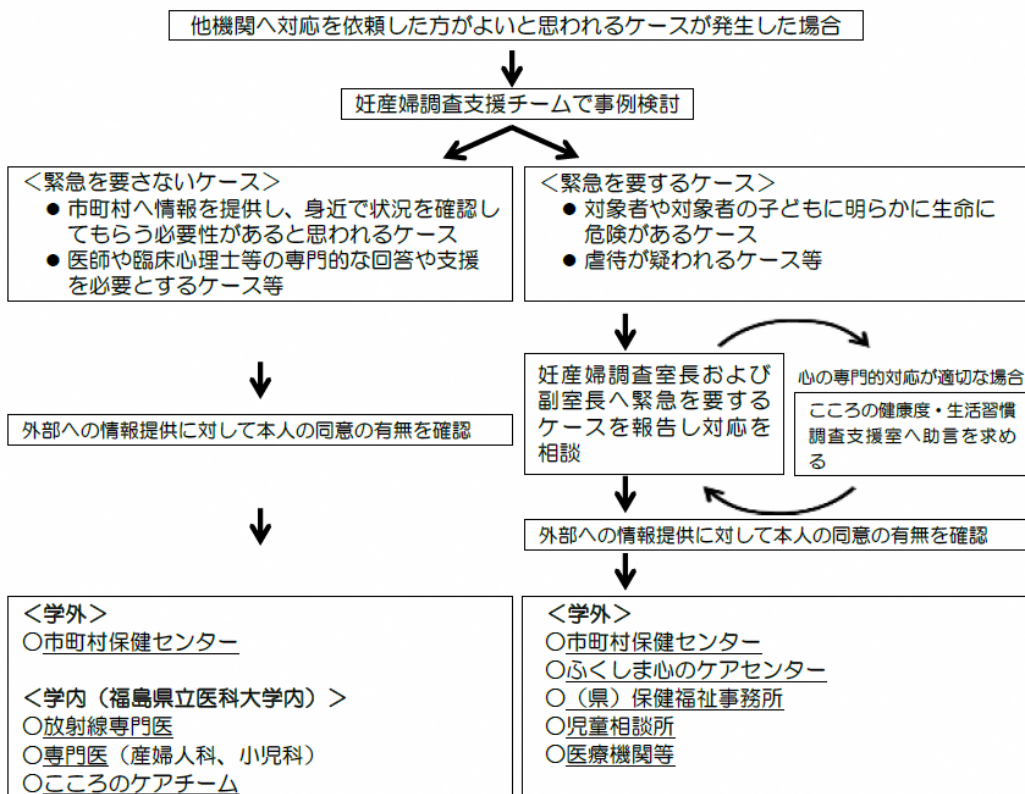 他機関へ対応を依頼した方がよいと思われるケースが発生した場合
妊産婦調査支援チームで事例検討
＜緊急を要さないケース＞
● 市町村へ情報を提供し、身近で状況を確認し
てもらう必要性があると思われるケース
● 医師や臨床心理士等の専門的な回答や支援
を必要とするケース等
外部への情報提供に対して本人の同意の有無を確認
＜学外＞
○市町村保健センター
＜学内（福島県立医科大学内）＞
○放射線専門医
○専門医（産婦人科、小児科）
○こころのケアチーム
＜緊急を要するケース＞
● 対象者や対象者の子どもに明らかに生命に
危険があるケース
● 虐待が疑われるケース等
妊産婦調査室長および
副室長へ緊急を要する
ケースを報告し対応を
相談
心の専門的対応が適切な場合
こころの健康度・生活習慣
調査支援室へ助言を求め
る
外部への情報提供に対して本人の同意の有無を確認
＜学外＞
○市町村保健センター
○ふくしま心のケアセンター
○（県）保健福祉事務所
○児童相談所
○医療機関等